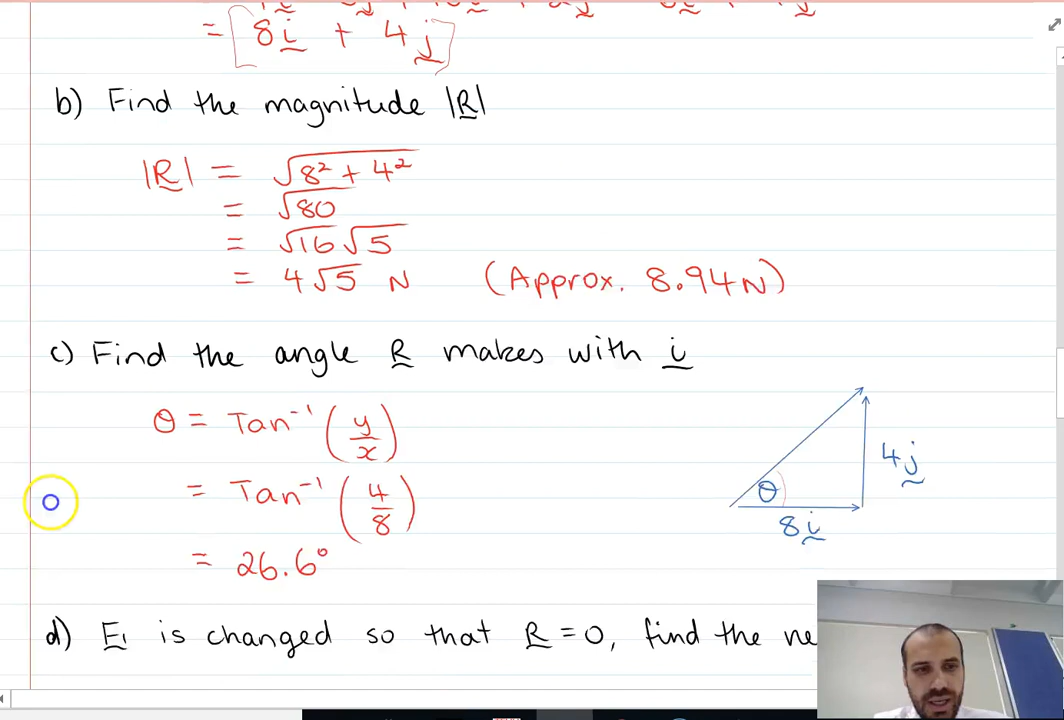 = [8i + 4j]
b) Find the magnitude |R|
|R| = √8² + 4²
= √80
= √16 √5
= 4√5 N (Approx. 8.94N)
c) Find the angle R makes with i
θ = Tan⁻¹ (y/x)
= Tan⁻¹ (4/8)
= 26.6°
4j
θ
8i
d) F₁ is changed so that R = 0, find the ne